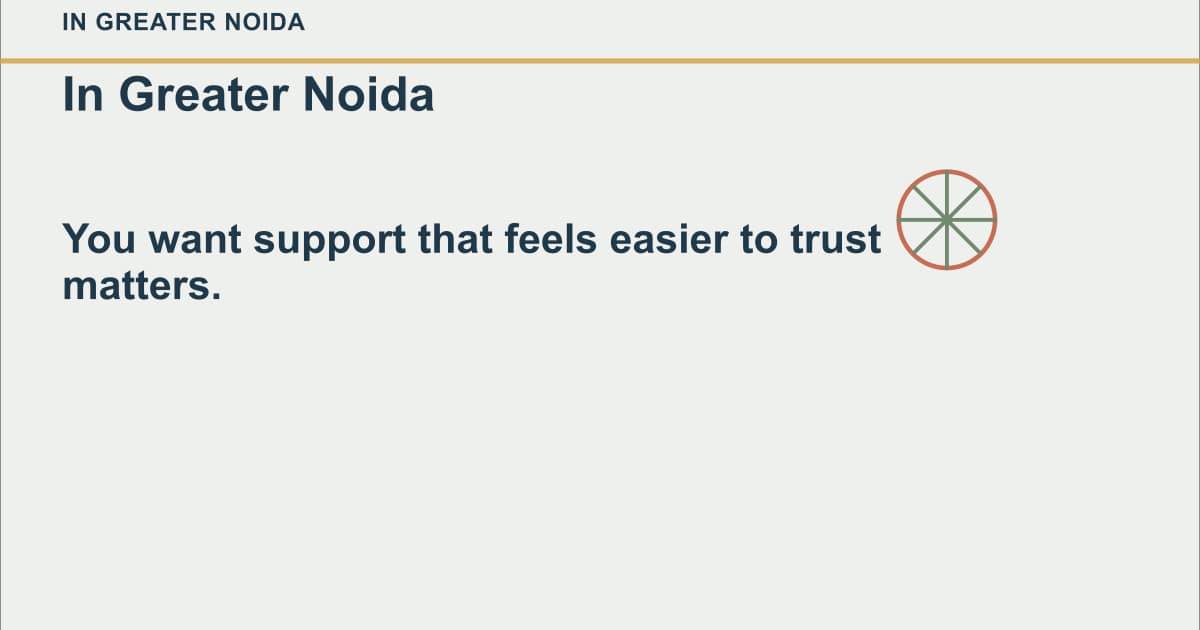 IN GREATER NOIDA
In Greater Noida
You want support that feels easier to trust
matters.